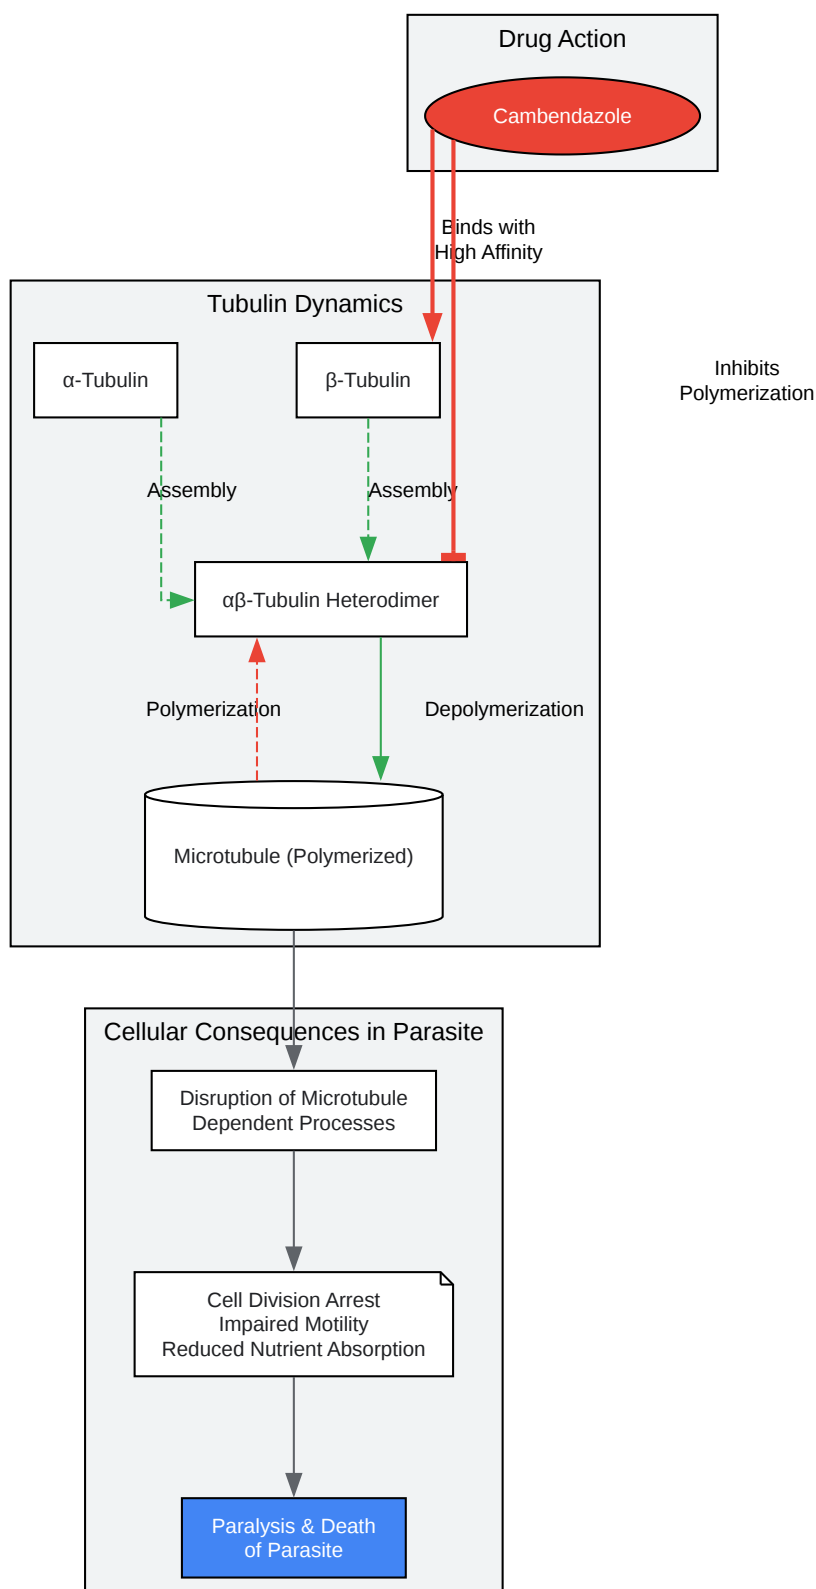 Drug Action
Cambendazole
Binds with
High Affinity
Tubulin Dynamics
α-Tubulin
β-Tubulin
Inhibits
Polymerization
Assembly
Assembly
αβ-Tubulin Heterodimer
Polymerization
Depolymerization
Microtubule (Polymerized)
Cellular Consequences in Parasite
Disruption of Microtubule
Dependent Processes
Cell Division Arrest
Impaired Motility
Reduced Nutrient Absorption
Paralysis & Death
of Parasite